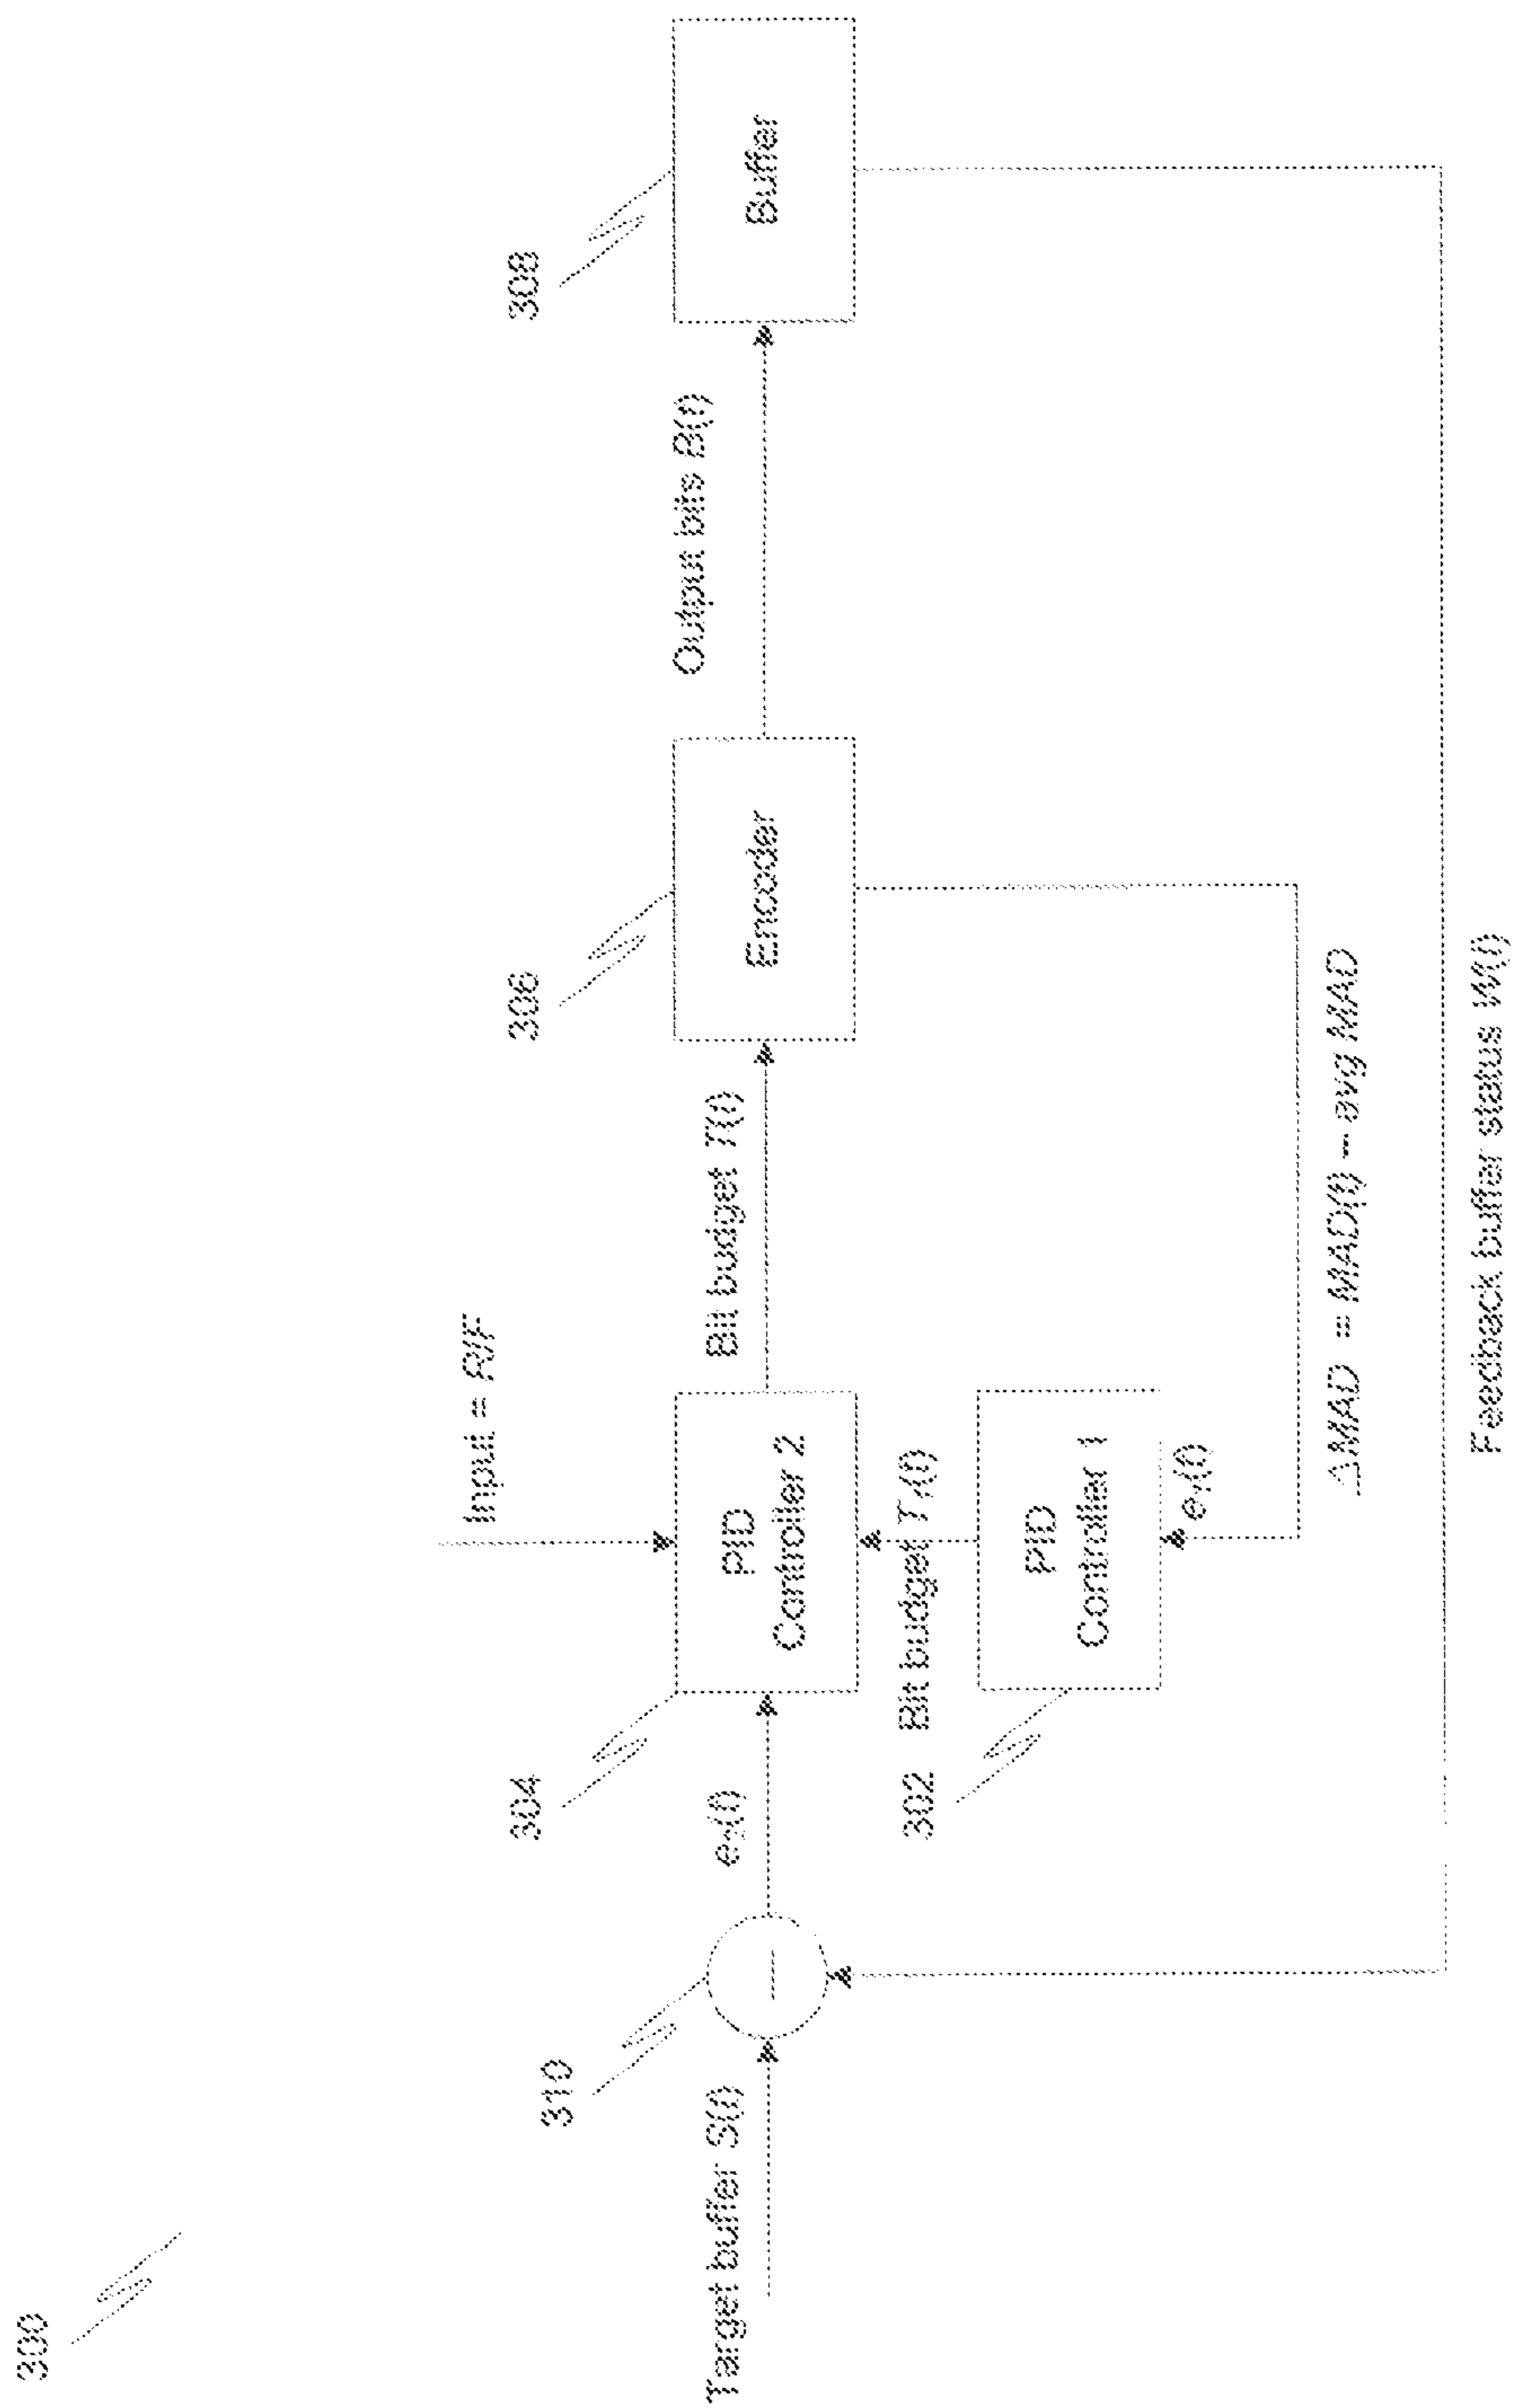 300
Target buffer S(t)
310
e₂(t)
304
PID
Controller 2
Input = R/F
Bit budget T(t)
306
Encoder
Output bits B(t)
308
Buffer
302
Bit budget T₁(t)
PID
Controller 1
e₁(t)
ΔMAD = MAD(t) – avg MAD
Feedback buffer status W(t)